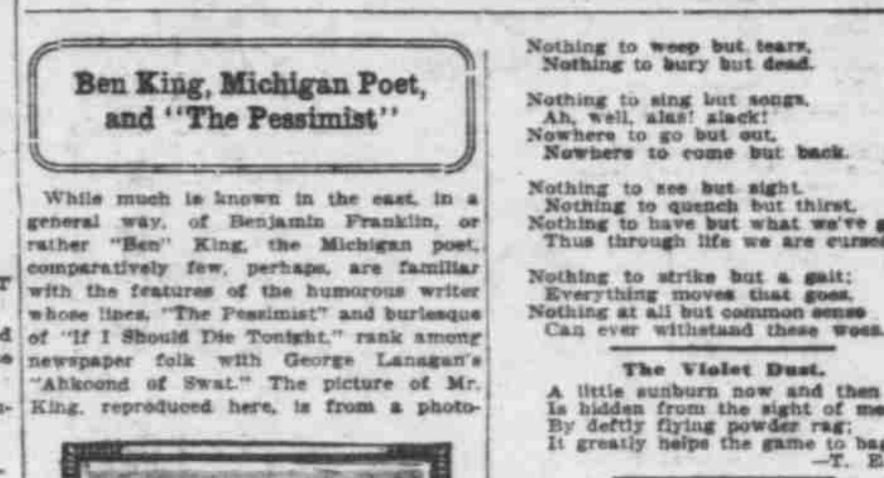 Ben King, Michigan Poet,
and "The Pessimist"
While much is known in the east, in a
general way, of Benjamin Franklin, or
rather "Ben" King, the Michigan poet,
comparatively few, perhaps, are familiar
with the features of the humorous writer
whose lines, "The Pessimist" and burlesque
of "If I Should Die Tonight," rank among
newspaper folk with George Lanagan's
"Ahkoond of Swat." The picture of Mr.
King, reproduced here, is from a photo-
Nothing to weep but tears,
Nothing to bury but dead.
Nothing to sing but songs,
Ah, well, alas! alack!
Nowhere to go but out,
Nowhere to come but back.
Nothing to see but sight,
Nothing to quench but thirst,
Nothing to have but what we've g
Thus through life we are curse
Nothing to strike but a gait;
Everything moves that goes,
Nothing at all but common sense
Can ever withstand these woes.
The Violet Dust.
A little sunburn now and then
Is hidden from the sight of me
By deftly flying powder rag;
It greatly helps the game to bag
—T. E.